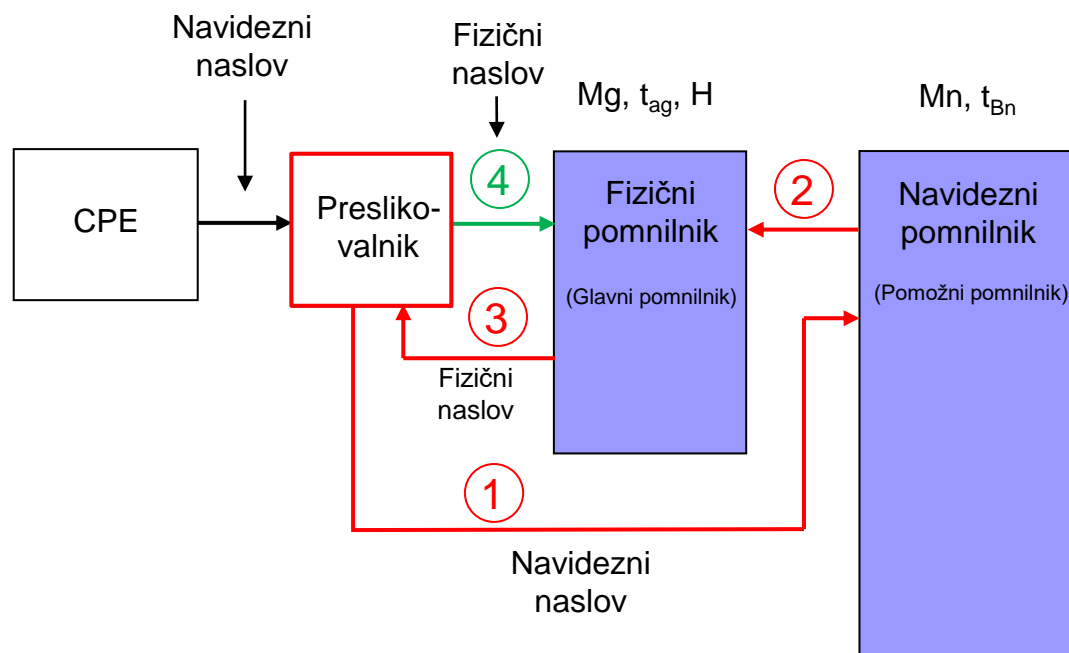 Navidezni
naslov
Fizični
naslov
Mg, tag, H
Mn, tBn
CPE
Presliko-
valnik
4
Fizični
pomnilnik
(Glavni pomnilnik)
2
Navidezni
pomnilnik
(Pomožni pomnilnik)
3
Fizični
naslov
1
Navidezni
naslov